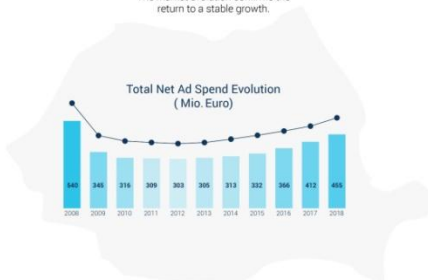 return to a stable growth.
Total Net Ad Spend Evolution
( Mio. Euro)
540 345 316 309 303 305 313 332 366 412 455
2008 2009 2010 2011 2012 2013 2014 2015 2016 2017 2018